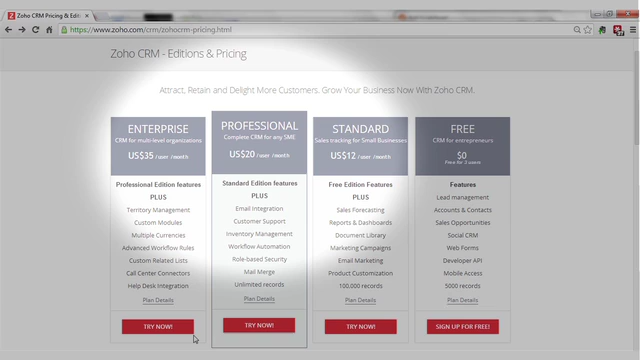 Zoho CRM Pricing & Editi
https://www.zoho.com/crm/zohocrm-pricing.html
Zoho CRM - Editions & Pricing
Attract, Retain and Delight More Customers. Grow Your Business Now With Zoho CRM.
ENTERPRISE
CRM for multi-level organizations
US$35 /user /month
Professional Edition features
PLUS
Territory Management
Custom Modules
Multiple Currencies
Advanced Workflow Rules
Custom Related Lists
Call Center Connectors
Help Desk Integration
Plan Details
TRY NOW!
PROFESSIONAL
Complete CRM for any SME
US$20 /user /month
Standard Edition features
PLUS
Email Integration
Customer Support
Inventory Management
Workflow Automation
Role-based Security
Mail Merge
Unlimited records
Plan Details
TRY NOW!
STANDARD
Sales tracking for Small Businesses
US$12 /user /month
Free Edition Features
PLUS
Sales Forecasting
Reports & Dashboards
Document Library
Marketing Campaigns
Email Marketing
Product Customization
100,000 records
Plan Details
TRY NOW!
FREE
CRM for entrepreneurs
$0
Free for 3 users
Features
Lead management
Accounts & Contacts
Sales Opportunities
Social CRM
Web Forms
Developer API
Mobile Access
5000 records
Plan Details
SIGN UP FOR FREE!